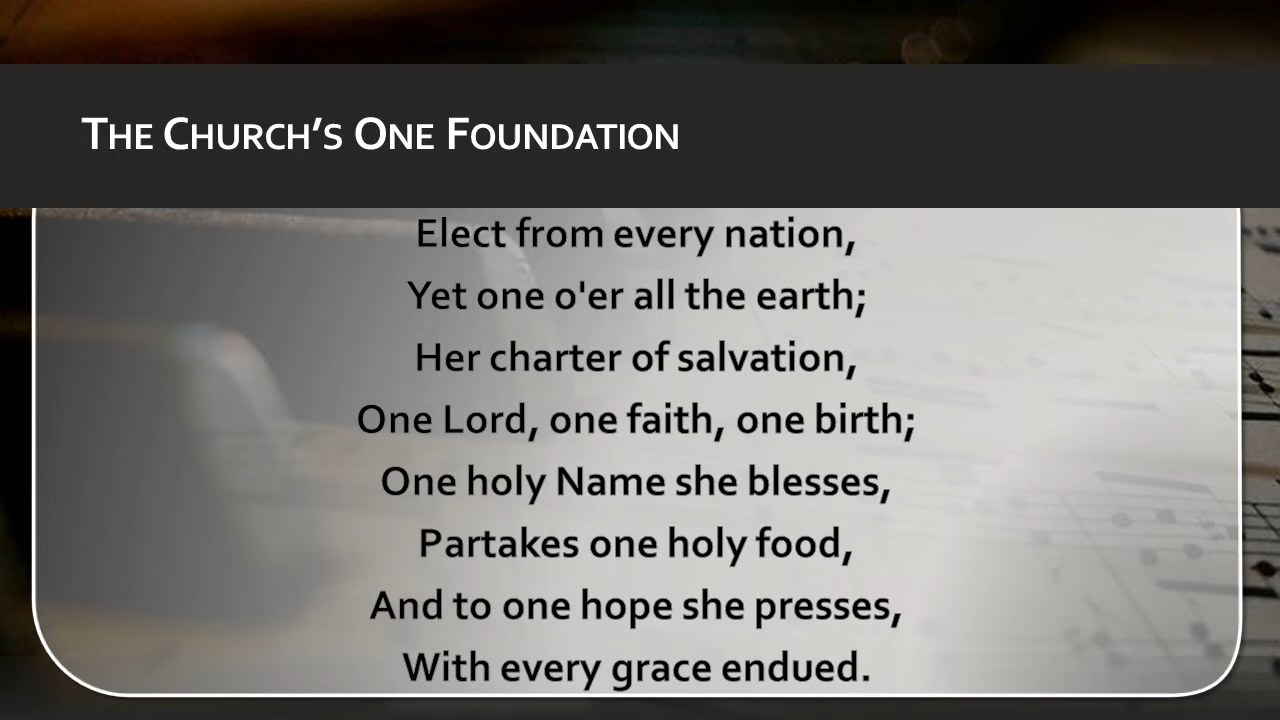 The Church’s One Foundation
Elect from every nation,
Yet one o'er all the earth;
Her charter of salvation,
One Lord, one faith, one birth;
One holy Name she blesses,
Partakes one holy food,
And to one hope she presses,
With every grace endued.